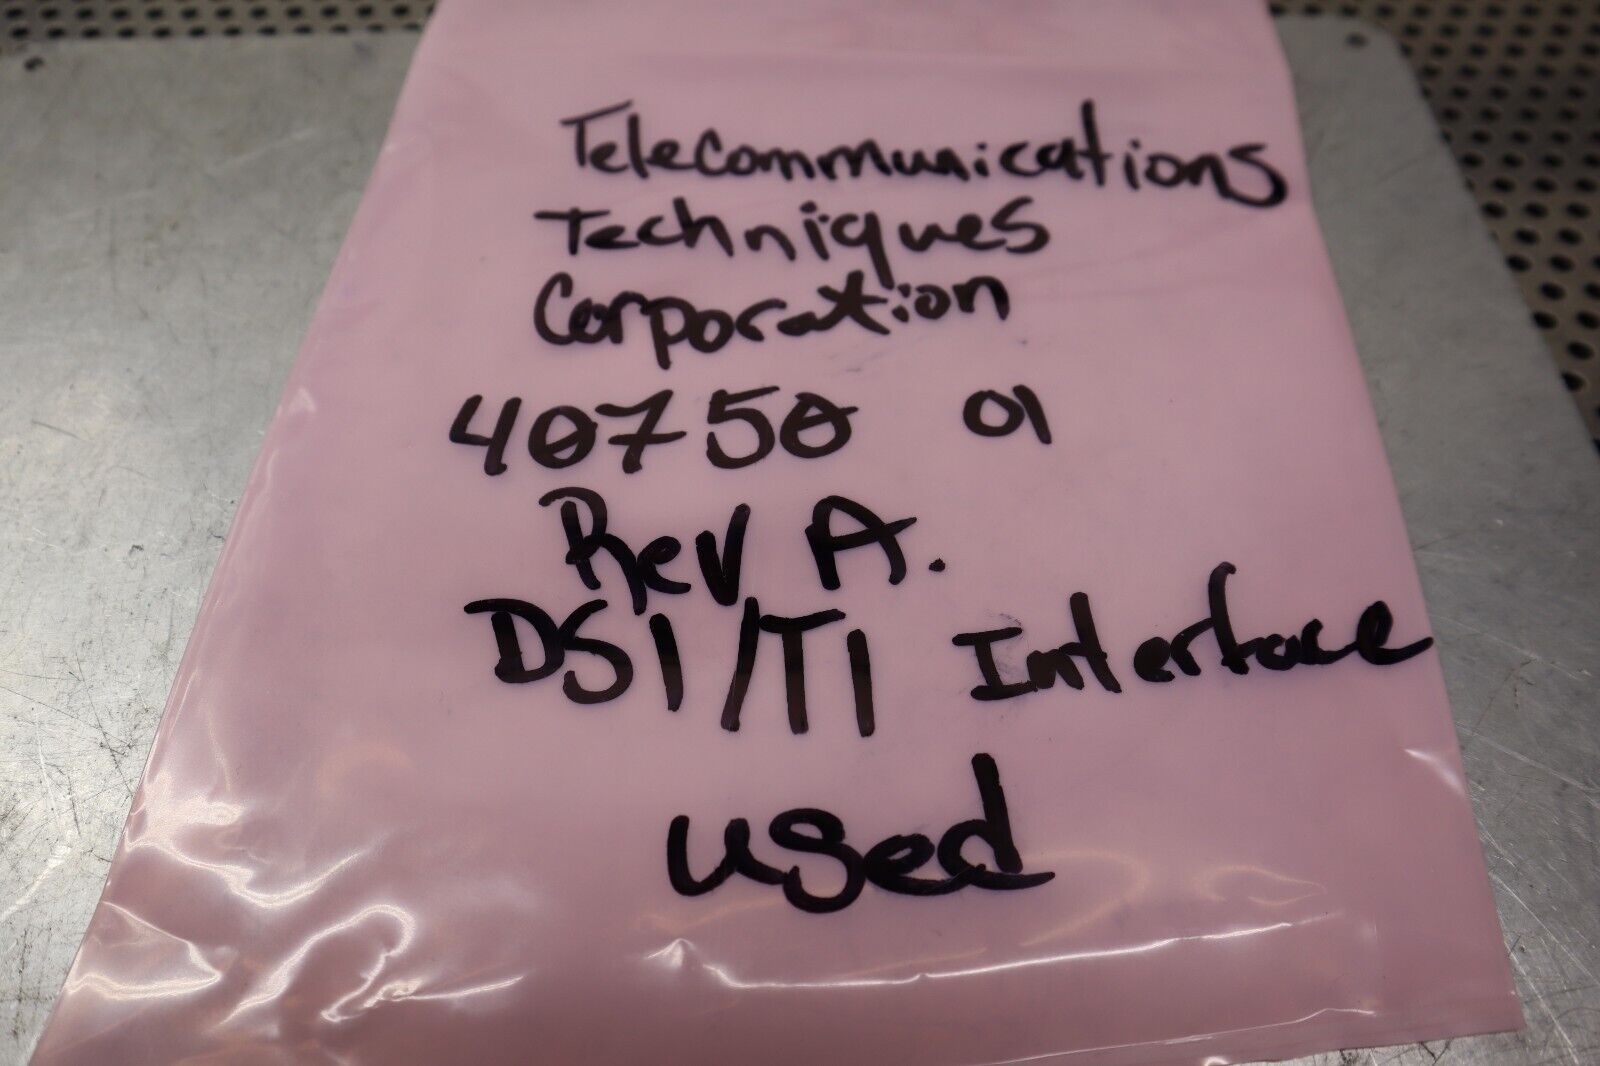 Telecommunications
Techniques
Corporation
40750 01
Rev A.
DS1/T1 Interface
used